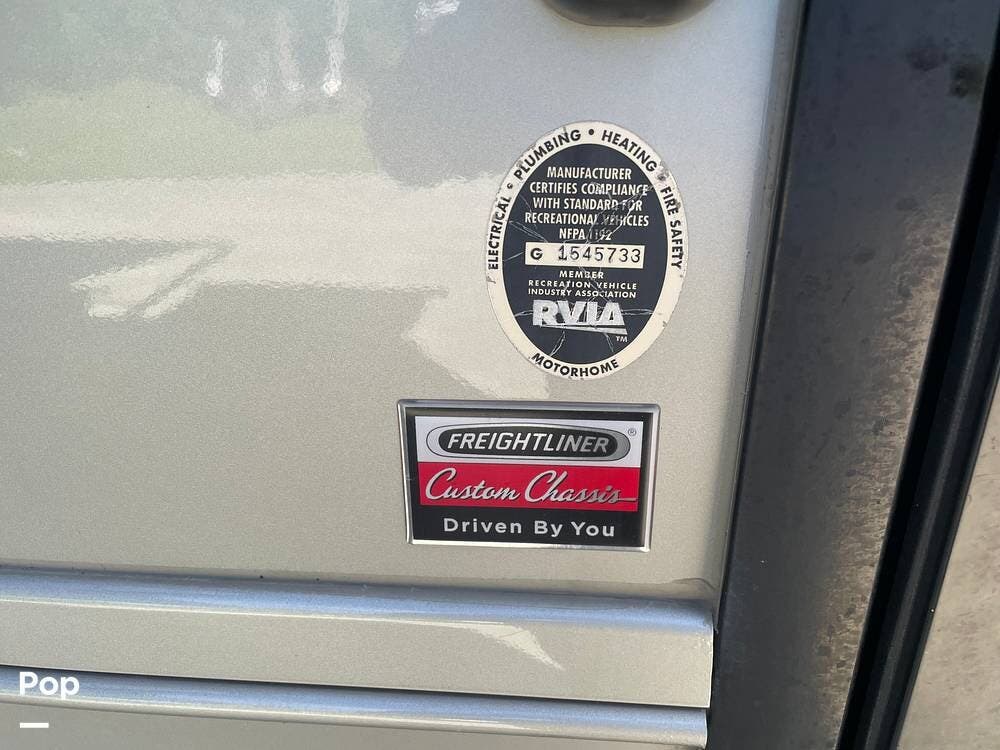 ELECTRICAL • PLUMBING • HEATING • FIRE SAFETY
MANUFACTURER
CERTIFIES COMPLIANCE
WITH STANDARD FOR
RECREATIONAL VEHICLES
NFPA 1192
G 1545733
MEMBER
RECREATION VEHICLE
INDUSTRY ASSOCIATION
RVIA
TM
MOTORHOME
FREIGHTLINER ®
Custom Chassis
Driven By You
Pop